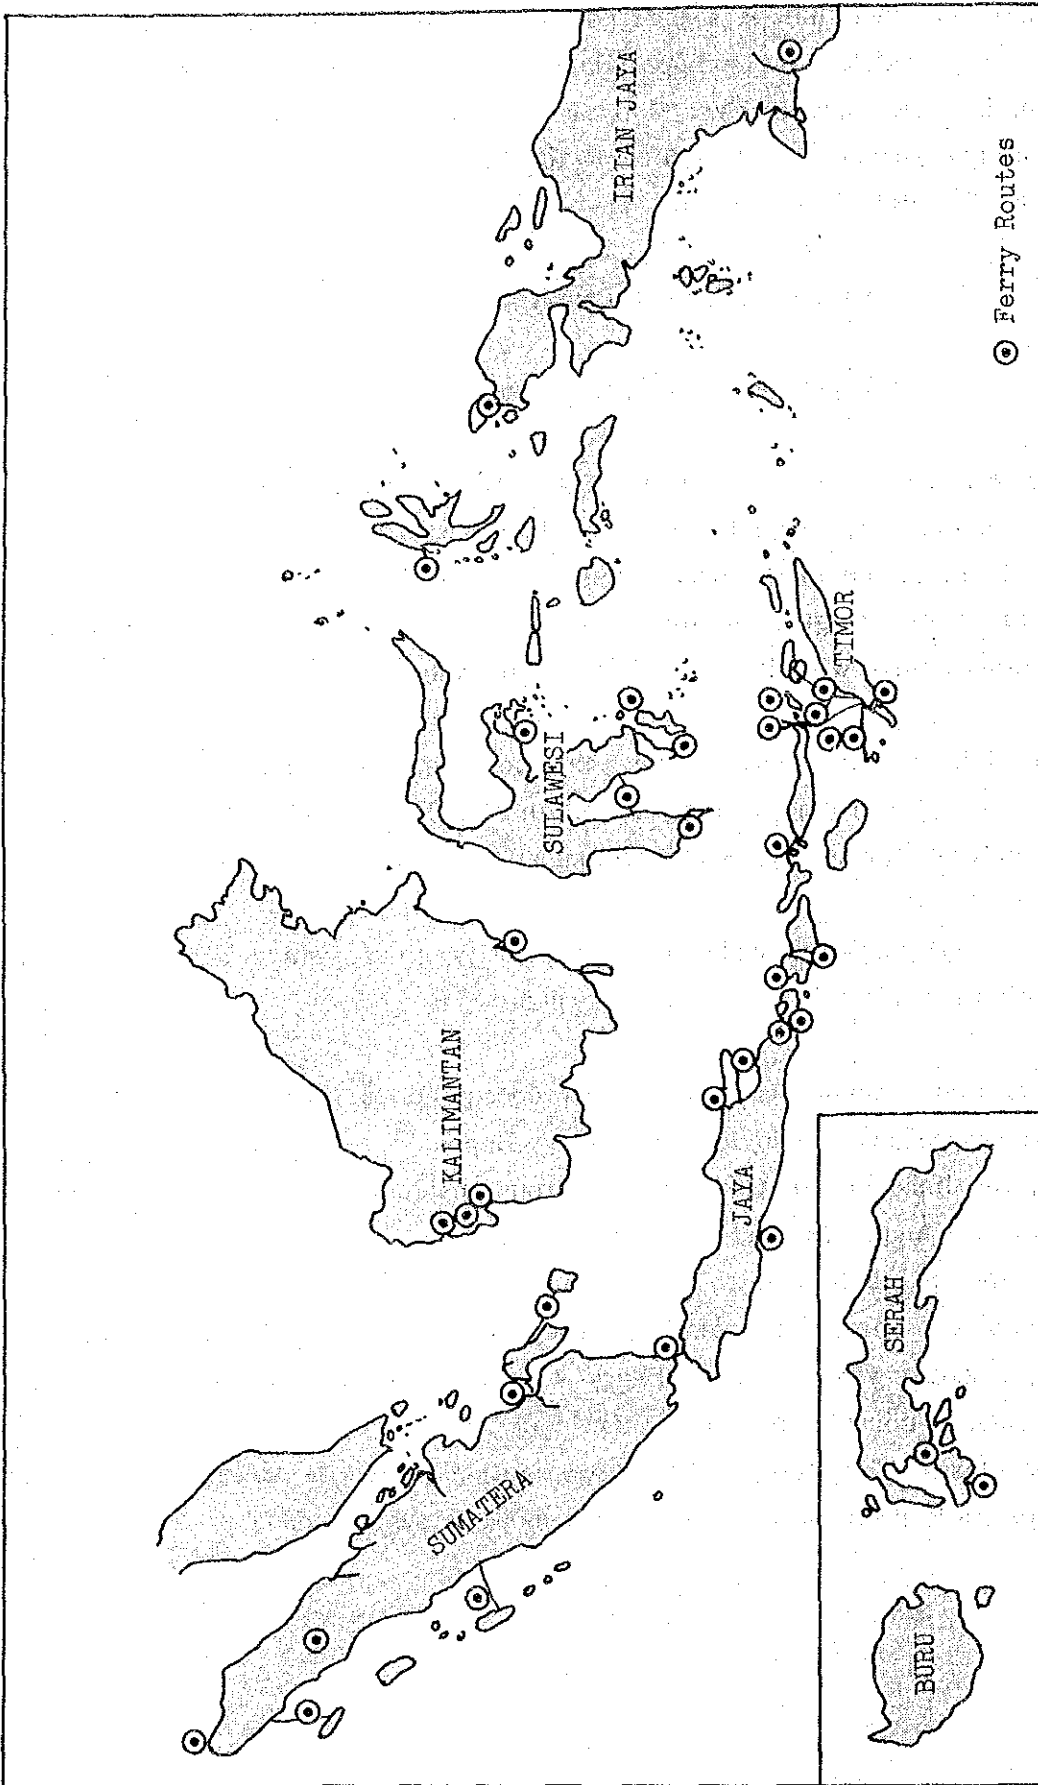 SUMATERA
KALIMANTAN
SULAWESI
IRIAN JAYA
JAYA
TIMOR
BURU
SERAH
Ferry Routes